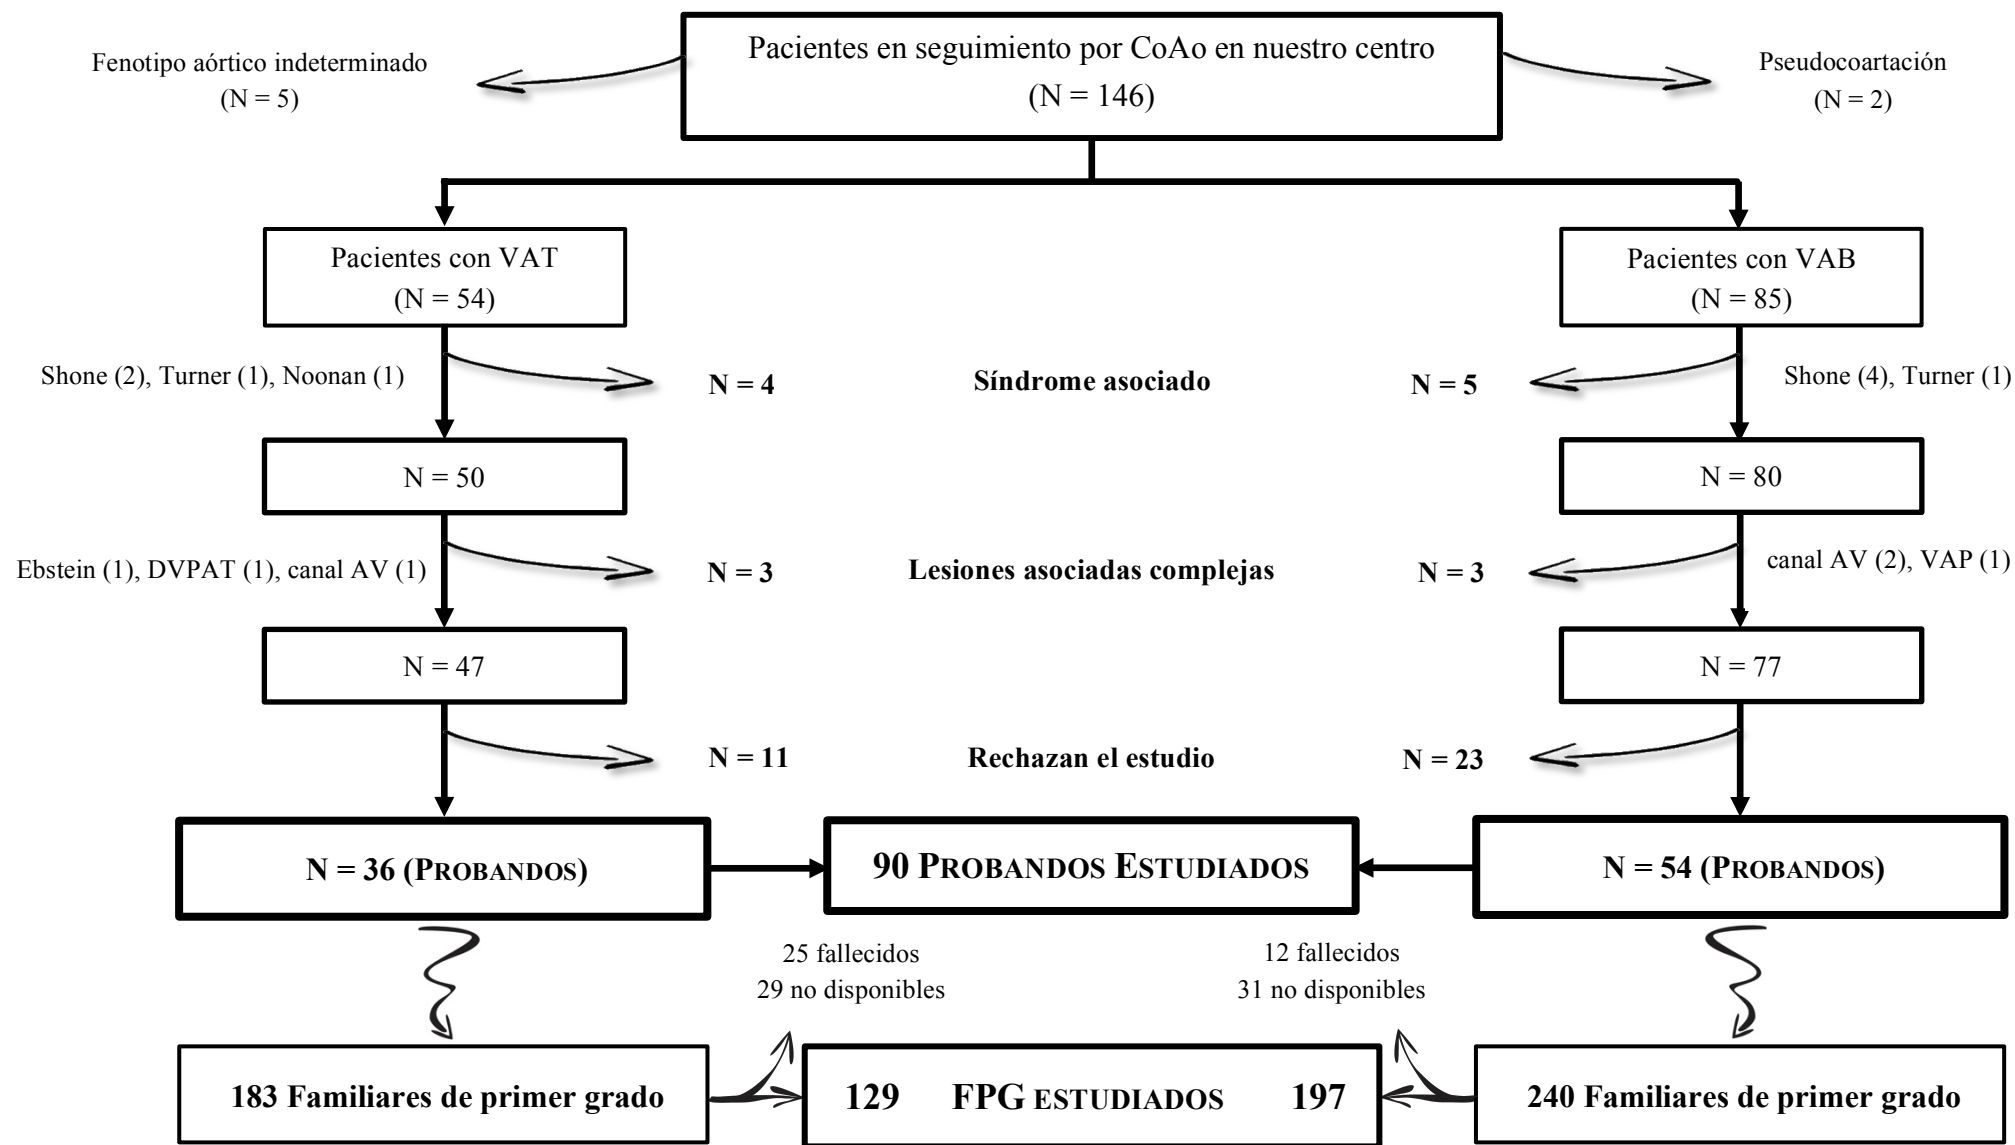 Pacientes en seguimiento por CoAo en nuestro centro
(N = 146)
Fenotipo aórtico indeterminado
(N = 5)
Pseudocoartación
(N = 2)
Pacientes con VAT
(N = 54)
Pacientes con VAB
(N = 85)
Shone (2), Turner (1), Noonan (1)
N = 4
Síndrome asociado
N = 5
Shone (4), Turner (1)
N = 50
N = 80
Ebstein (1), DVPAT (1), canal AV (1)
N = 3
Lesiones asociadas complejas
N = 3
canal AV (2), VAP (1)
N = 47
N = 77
N = 11
Rechazan el estudio
N = 23
N = 36 (PROBANDOS)
90 PROBANDOS ESTUDIADOS
N = 54 (PROBANDOS)
25 fallecidos
29 no disponibles
12 fallecidos
31 no disponibles
183 Familiares de primer grado
129 FPG ESTUDIADOS 197
240 Familiares de primer grado